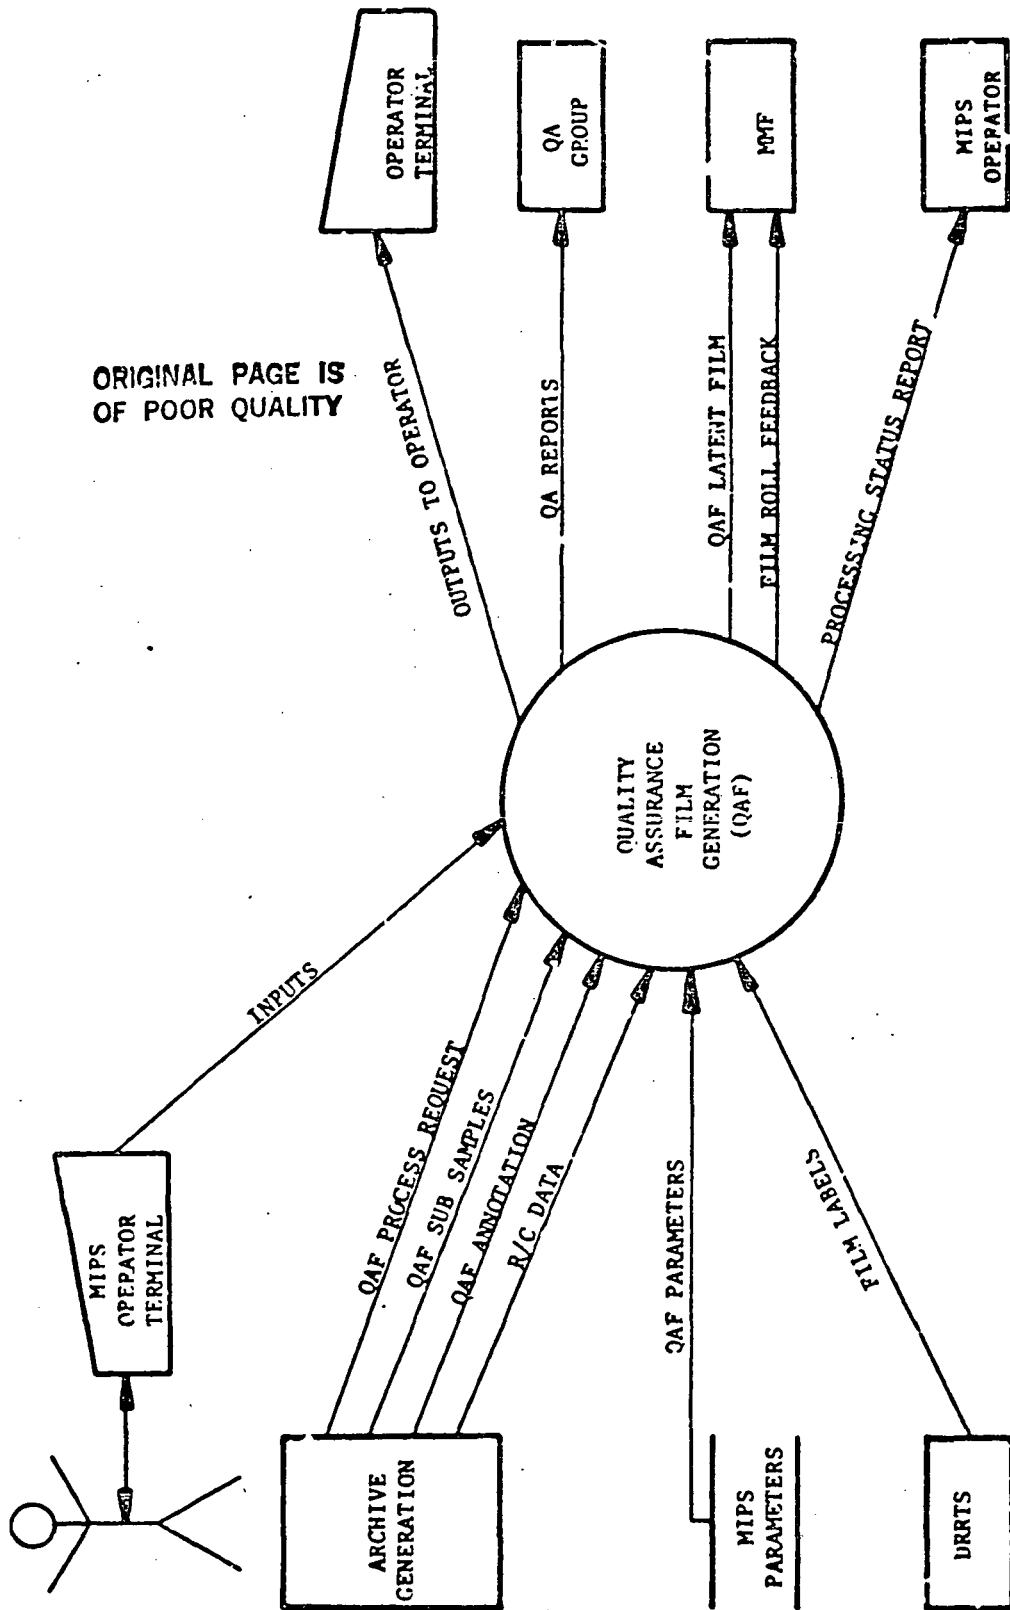 ORIGINAL PAGE IS
OF POOR QUALITY
MIPS
OPERATOR
TERMINAL
INPUTS
ARCHIVE
GENERATION
QAF PROCESS REQUEST
QAF SUB SAMPLES
QAF ANNOTATION
R/C DATA
MIPS
PARAMETERS
QAF PARAMETERS
DRRTS
FILM LABELS
QUALITY
ASSURANCE
FILM
GENERATION
(QAF)
OUTPUTS TO OPERATOR
OPERATOR
TERMINAL
QA REPORTS
QA
GROUP
QAF LATENT FILM
FILM ROLL FEEDBACK
MMF
PROCESSING STATUS REPORT
MIPS
OPERATOR